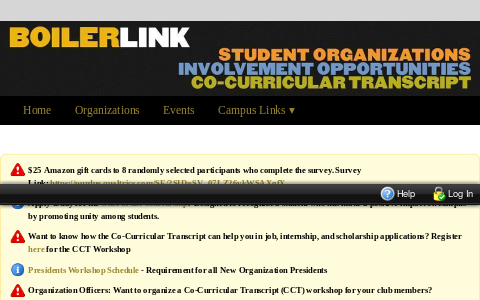 BOILERLINK
STUDENT ORGANIZATIONS
INVOLVEMENT OPPORTUNITIES
CO-CURRICULAR TRANSCRIPT
Home Organizations Events Campus Links ▾
$25 Amazon gift cards to 8 randomly selected participants who complete the survey. Survey
Link:
Help Log In
by promoting unity among students.
Want to know how the Co-Curricular Transcript can help you in job, internship, and scholarship applications? Register
here for the CCT Workshop
Presidents Workshop Schedule - Requirement for all New Organization Presidents
Organization Officers: Want to organize a Co-Curricular Transcript (CCT) workshop for your club members?